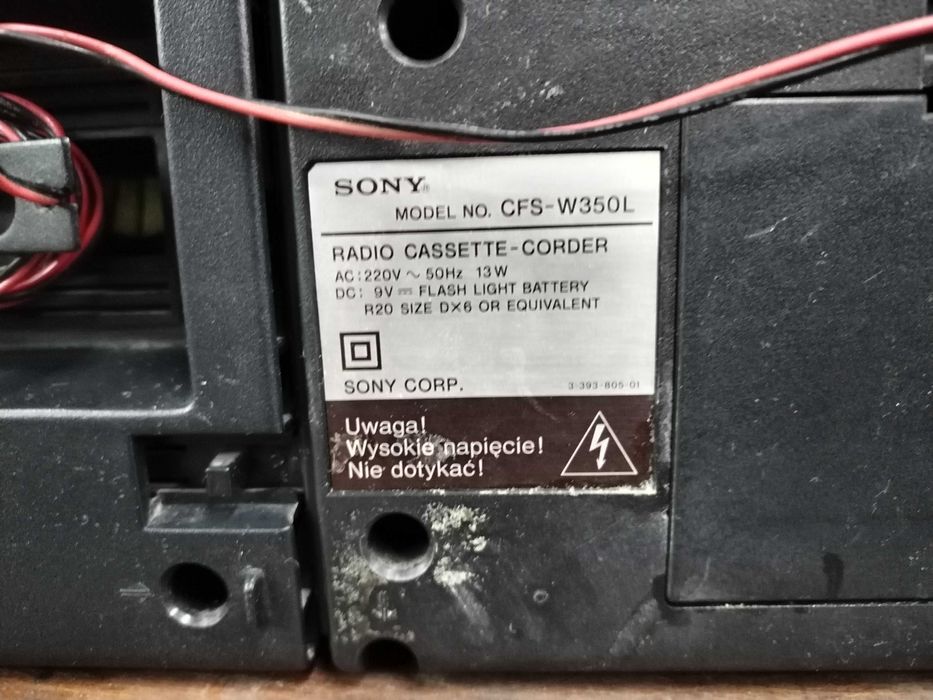 SONY®
MODEL NO. CFS-W350L
RADIO CASSETTE-CORDER
AC:220V ~ 50Hz 13W
DC: 9V ⎓ FLASH LIGHT BATTERY
R20 SIZE D×6 OR EQUIVALENT
SONY CORP. 3-393-805-01
Uwaga!
Wysokie napięcie!
Nie dotykać!